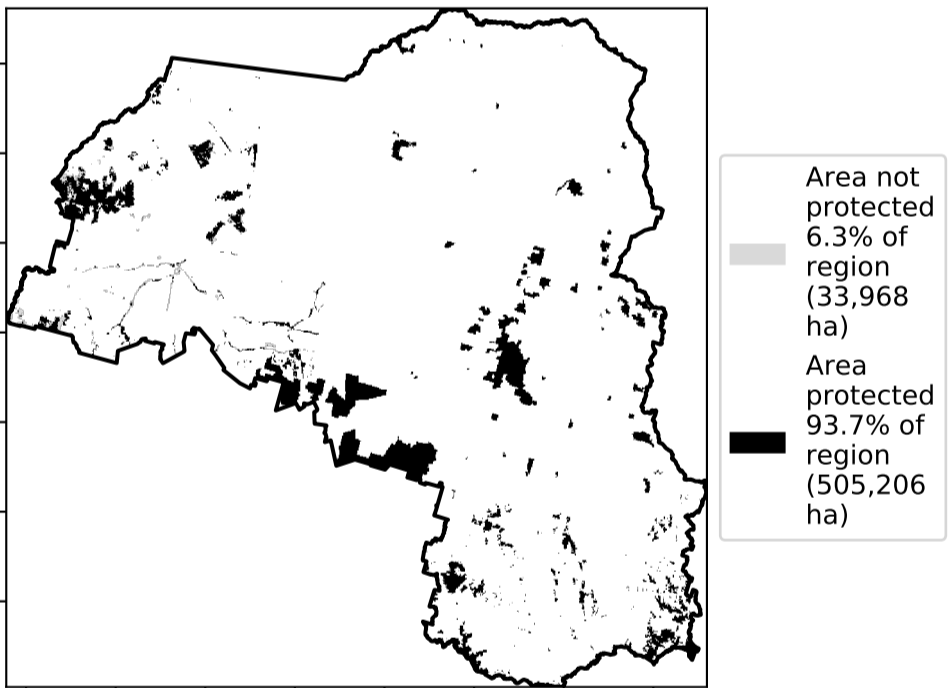 Area not
protected
6.3% of
region
(33,968
ha)
Area
protected
93.7% of
region
(505,206
ha)